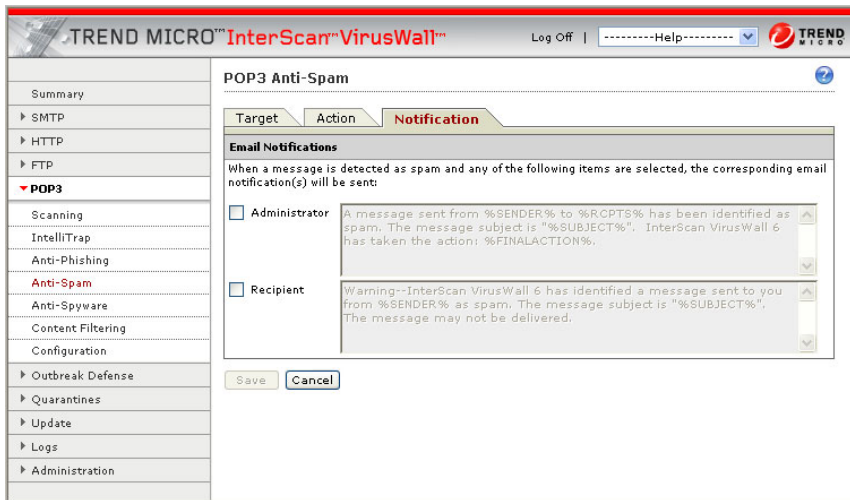 TREND MICRO™ InterScan™ VirusWall™
Log Off | ---------Help---------
TREND
MICRO
Summary
SMTP
HTTP
FTP
POP3
Scanning
IntelliTrap
Anti-Phishing
Anti-Spam
Anti-Spyware
Content Filtering
Configuration
Outbreak Defense
Quarantines
Update
Logs
Administration
POP3 Anti-Spam
?
Target Action Notification
Email Notifications
When a message is detected as spam and any of the following items are selected, the corresponding email
notification(s) will be sent:
Administrator
A message sent from %SENDER% to %RCPTS% has been identified as
spam. The message subject is "%SUBJECT%". InterScan VirusWall 6
has taken the action: %FINALACTION%.
Recipient
Warning--InterScan VirusWall 6 has identified a message sent to you
from %SENDER% as spam. The message subject is "%SUBJECT%".
The message may not be delivered.
Save Cancel